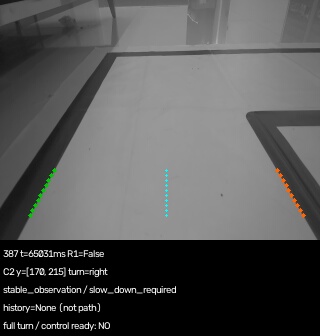 387 t=65031ms R1=False
C2 y=[170, 215] turn=right
stable_observation / slow_down_required
history=None (not path)
full turn / control ready: NO